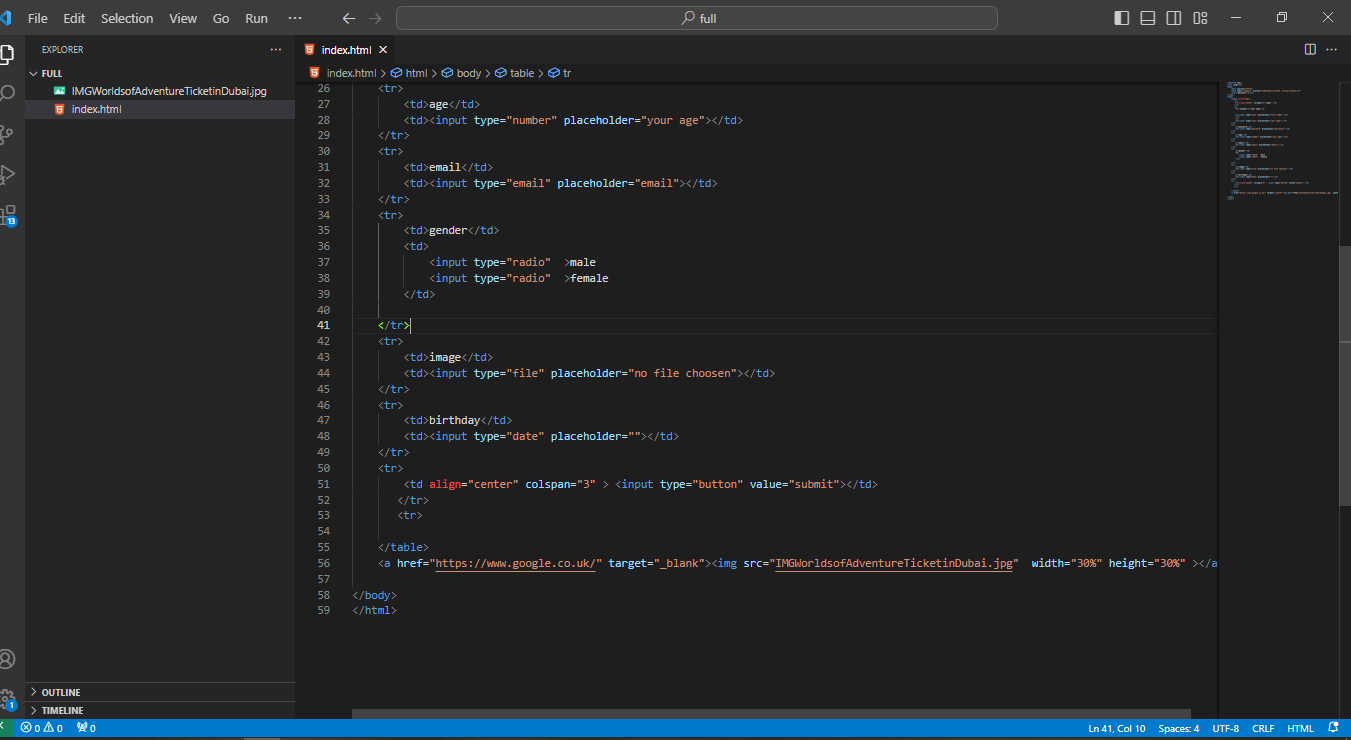 File Edit Selection View Go Run ··· full
EXPLORER ···
FULL
IMGWorldsofAdventureTicketinDubai.jpg
index.html
13
1
OUTLINE
TIMELINE
index.html
index.html > html > body > table > tr
26 <tr>
27 <td>age</td>
28 <td><input type="number" placeholder="your age"></td>
29 </tr>
30 <tr>
31 <td>email</td>
32 <td><input type="email" placeholder="email"></td>
33 </tr>
34 <tr>
35 <td>gender</td>
36 <td>
37 <input type="radio"  >male
38 <input type="radio"  >female
39 </td>
40
41 </tr>
42 <tr>
43 <td>image</td>
44 <td><input type="file" placeholder="no file choosen"></td>
45 </tr>
46 <tr>
47 <td>birthday</td>
48 <td><input type="date" placeholder=""></td>
49 </tr>
50 <tr>
51 <td align="center" colspan="3" > <input type="button" value="submit"></td>
52 </tr>
53 <tr>
54
55 </table>
56 <a href="https://www.google.co.uk/" target="_blank"><img src="IMGWorldsofAdventureTicketinDubai.jpg"  width="30%" height="30%" ></a
57
58 </body>
59 </html>
0 0 0 Ln 41, Col 10 Spaces: 4 UTF-8 CRLF HTML